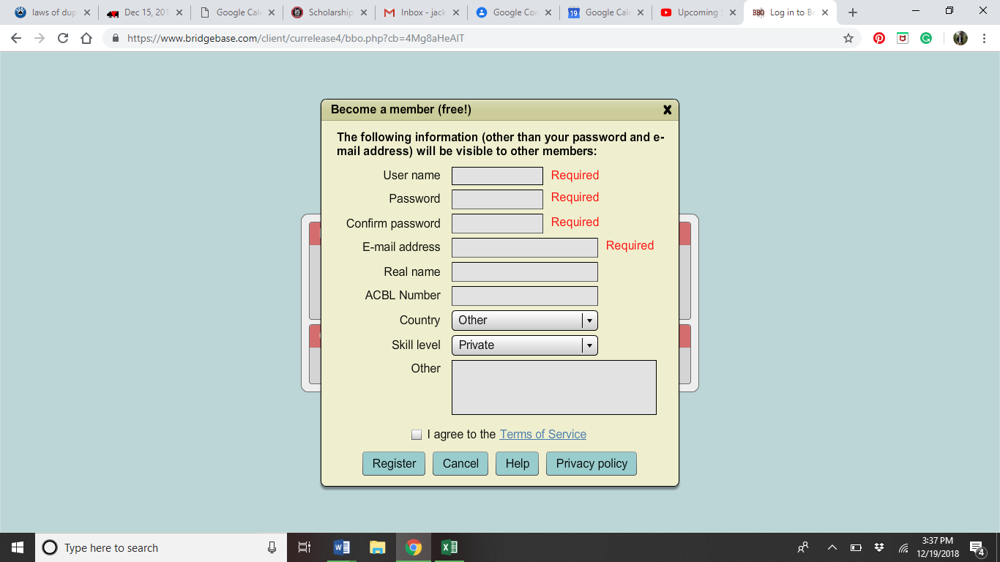 laws of dup
Dec 15, 201
Google Cale
Scholarship
Inbox - jack
Google Con
19
Google Cale
Upcoming S
BBO
Log in to Br
https://www.bridgebase.com/client/currelease4/bbo.php?cb=4Mg8aHeAIT
Become a member (free!)
The following information (other than your password and e-
mail address) will be visible to other members:
User name Required
Password Required
Confirm password Required
E-mail address Required
Real name
ACBL Number
Country Other
Skill level Private
Other
I agree to the Terms of Service
Register Cancel Help Privacy policy
Type here to search
3:37 PM
12/19/2018
4